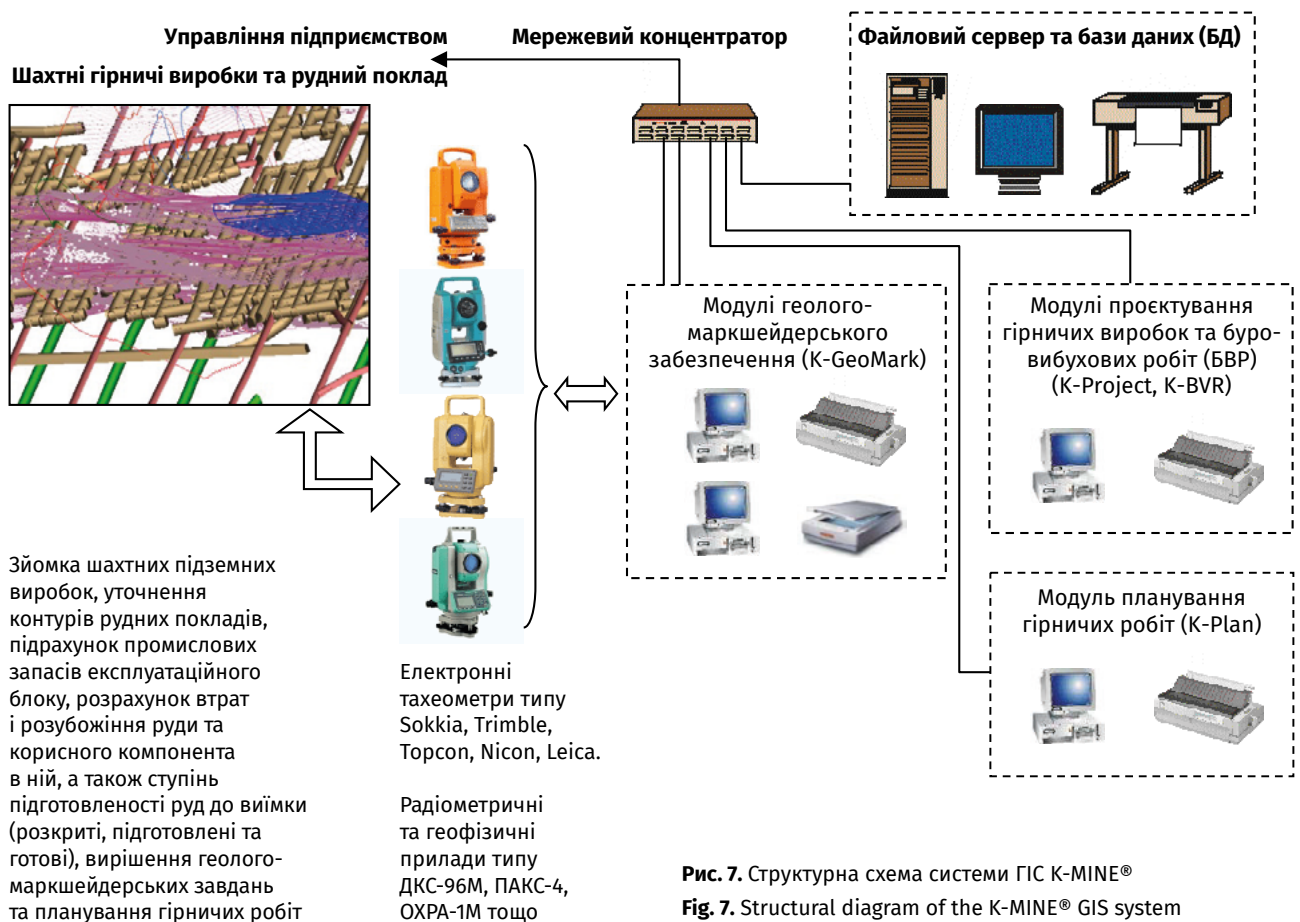 Управління підприємством
Мережевий концентратор
Файловий сервер та бази даних (БД)
Шахтні гірничі виробки та рудний поклад
Модулі геолого-
маркшейдерського
забезпечення (K-GeoMark)
Модулі проєктування
гірничих виробок та буро-
вибухових робіт (БВР)
(K-Project, K-BVR)
Модуль планування
гірничих робіт (K-Plan)
Зйомка шахтних підземних
виробок, уточнення
контурів рудних покладів,
підрахунок промислових
запасів експлуатаційного
блоку, розрахунок втрат
і розубожіння руди та
корисного компонента
в ній, а також ступінь
підготовленості руд до виїмки
(розкриті, підготовлені та
готові), вирішення геолого-
маркшейдерських завдань
та планування гірничих робіт
Електронні
тахеометри типу
Sokkia, Trimble,
Topcon, Nicon, Leica.
Радіометричні
та геофізичні
прилади типу
ДКС-96М, ПАКС-4,
ОХРА-1М тощо
Рис. 7. Структурна схема системи ГІС K-MINE®
Fig. 7. Structural diagram of the K-MINE® GIS system